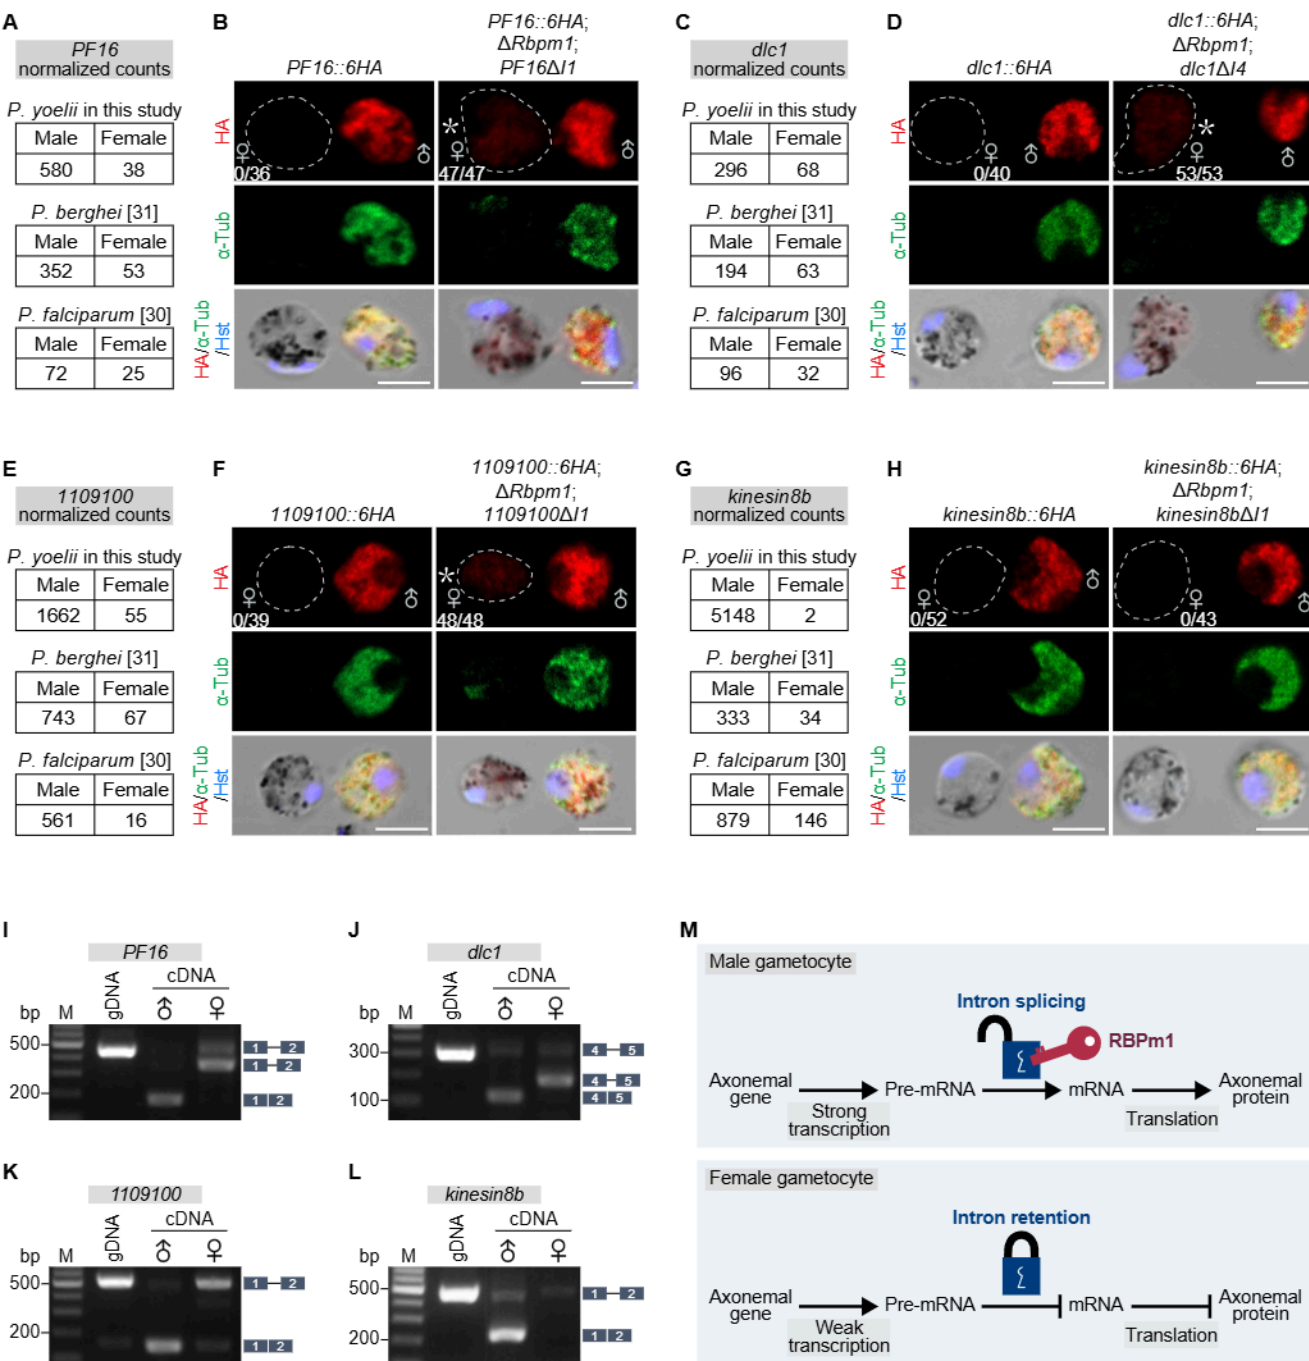 A
PF16
normalized counts
P. yoelii in this study
Male Female
580 38
P. berghei [31]
Male Female
352 53
P. falciparum [30]
Male Female
72 25
B
PF16::6HA
PF16::6HA;
ΔRbpm1;
PF16ΔI1
HA
♀
0/36
♂
*
♀
47/47
♂
α-Tub
HA/α-Tub
/Hst
C
dlc1
normalized counts
P. yoelii in this study
Male Female
296 68
P. berghei [31]
Male Female
194 63
P. falciparum [30]
Male Female
96 32
D
dlc1::6HA
dlc1::6HA;
ΔRbpm1;
dlc1ΔI4
HA
♀
0/40
♂
*
♀
53/53
♂
α-Tub
HA/α-Tub
/Hst
E
1109100
normalized counts
P. yoelii in this study
Male Female
1662 55
P. berghei [31]
Male Female
743 67
P. falciparum [30]
Male Female
561 16
F
1109100::6HA
1109100::6HA;
ΔRbpm1;
1109100ΔI1
HA
♀
0/39
♂
*
♀
48/48
♂
α-Tub
HA/α-Tub
/Hst
G
kinesin8b
normalized counts
P. yoelii in this study
Male Female
5148 2
P. berghei [31]
Male Female
333 34
P. falciparum [30]
Male Female
879 146
H
kinesin8b::6HA
kinesin8b::6HA;
ΔRbpm1;
kinesin8bΔI1
HA
♀
0/52
♂
♀
0/43
♂
α-Tub
HA/α-Tub
/Hst
I
PF16
cDNA
bp M gDNA ♂ ♀
500
200
1 2
1 2
1 2
J
dlc1
cDNA
bp M gDNA ♂ ♀
300
100
4 5
4 5
4 5
K
1109100
cDNA
bp M gDNA ♂ ♀
500
200
1 2
1 2
L
kinesin8b
cDNA
bp M gDNA ♂ ♀
500
200
1 2
1 2
M
Male gametocyte
Intron splicing
RBPm1
Axonemal gene
Pre-mRNA
mRNA
Axonemal protein
Strong transcription
Translation
Female gametocyte
Intron retention
Axonemal gene
Pre-mRNA
mRNA
Axonemal protein
Weak transcription
Translation